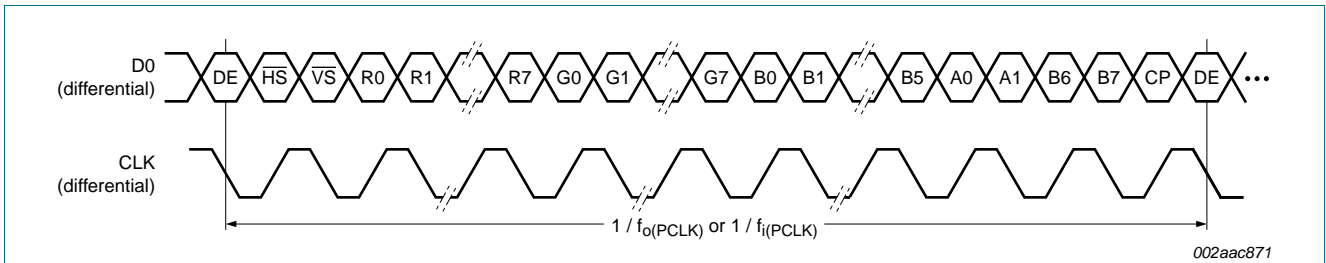 D0
(differential)
DE HS VS R0 R1 R7 G0 G1 G7 B0 B1 B5 A0 A1 B6 B7 CP DE •••
CLK
(differential)
1 / fo(PCLK) or 1 / fi(PCLK)
002aac871